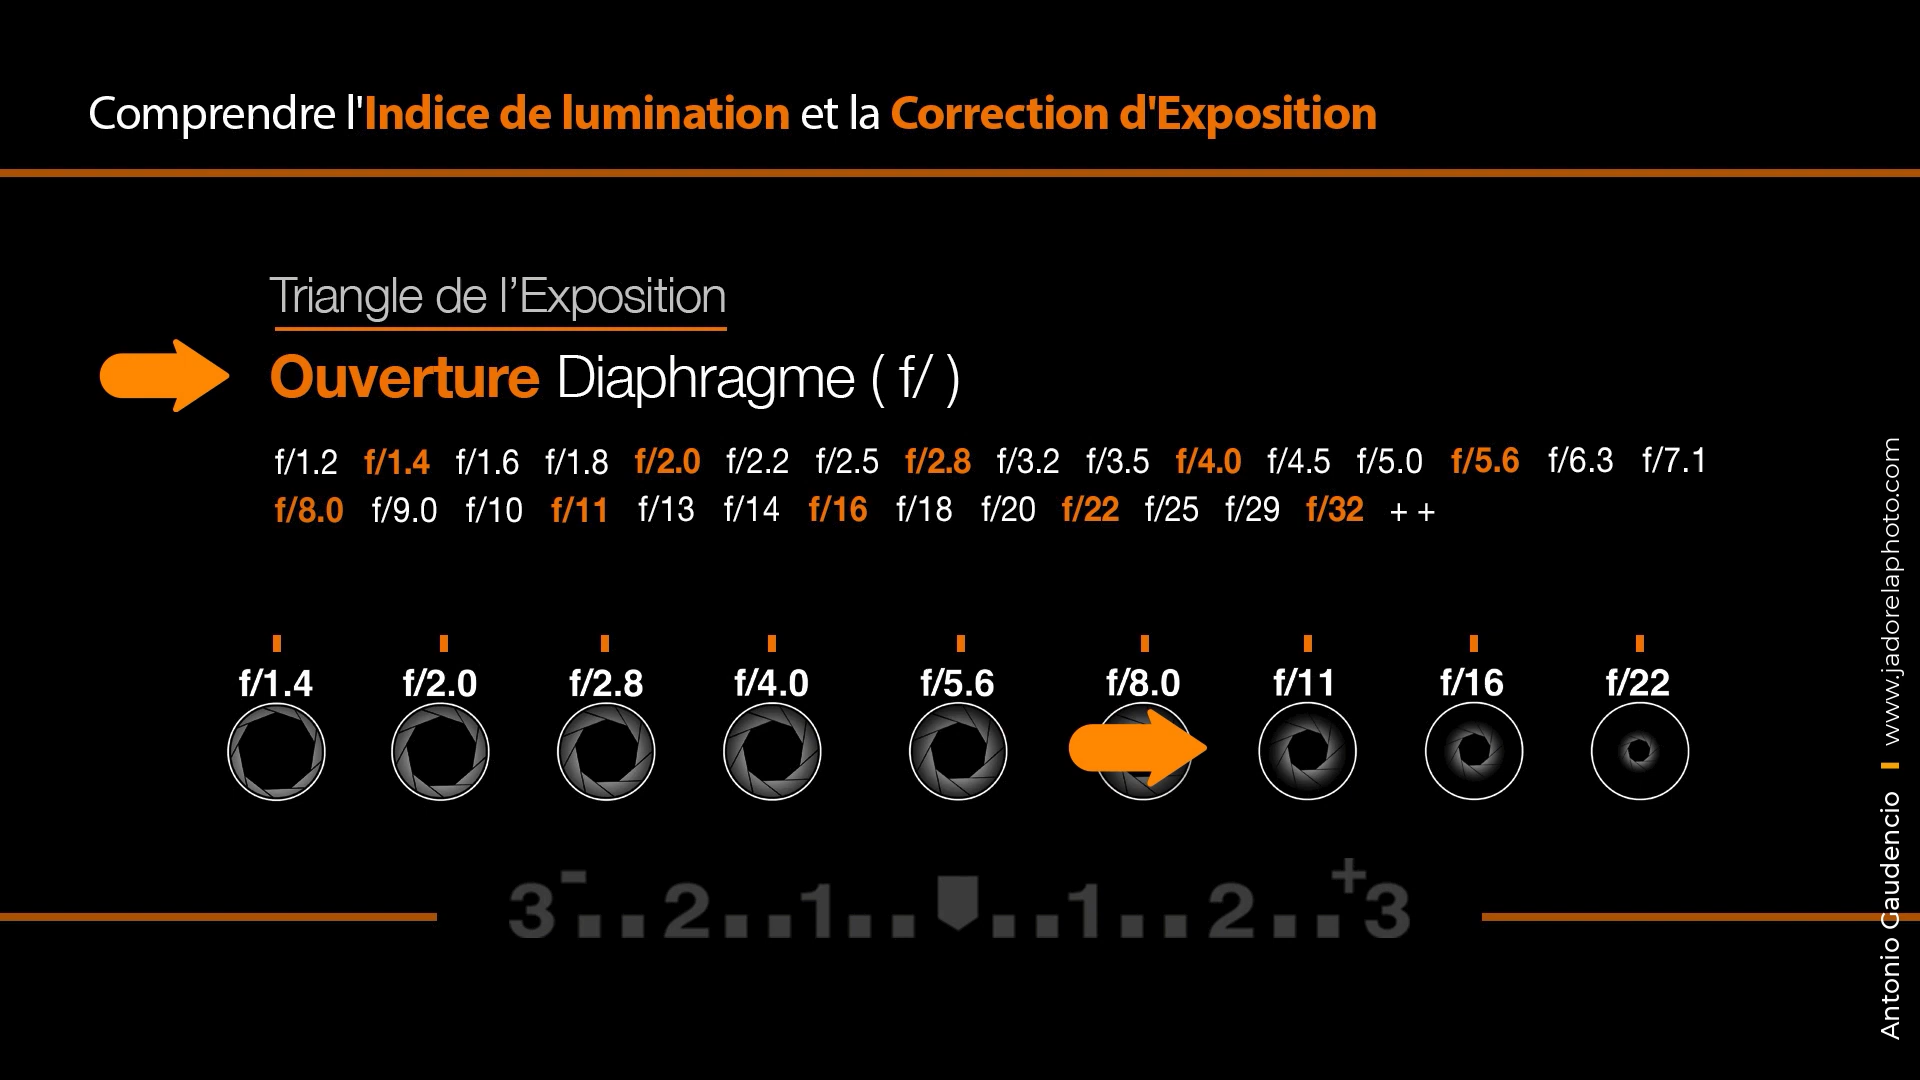 Comprendre l'Indice de lumination et la Correction d'Exposition
Triangle de l’Exposition
Ouverture Diaphragme ( f/ )
f/1.2 f/1.4 f/1.6 f/1.8 f/2.0 f/2.2 f/2.5 f/2.8 f/3.2 f/3.5 f/4.0 f/4.5 f/5.0 f/5.6 f/6.3 f/7.1
f/8.0 f/9.0 f/10 f/11 f/13 f/14 f/16 f/18 f/20 f/22 f/25 f/29 f/32 + +
f/1.4 f/2.0 f/2.8 f/4.0 f/5.6 f/8.0 f/11 f/16 f/22
3-..2..1.. ..1..2..+3
Antonio Gaudencio www.jadorelaphoto.com